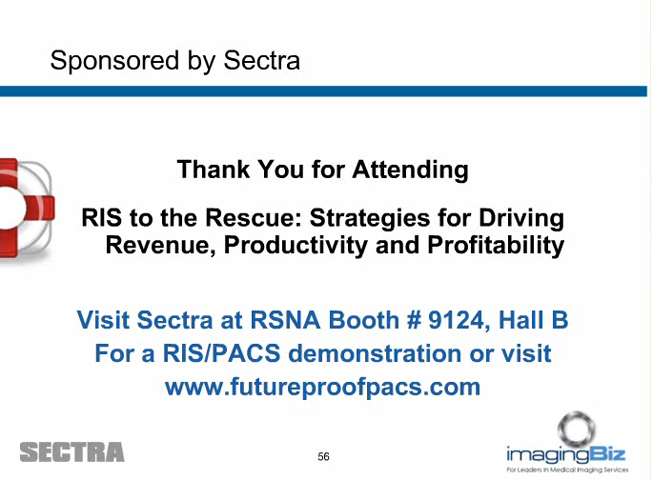 Sponsored by Sectra
Thank You for Attending
RIS to the Rescue: Strategies for Driving
Revenue, Productivity and Profitability
Visit Sectra at RSNA Booth # 9124, Hall B
For a RIS/PACS demonstration or visit
www.futureproofpacs.com
SECTRA
56
imagingBiz
For Leaders in Medical Imaging Services